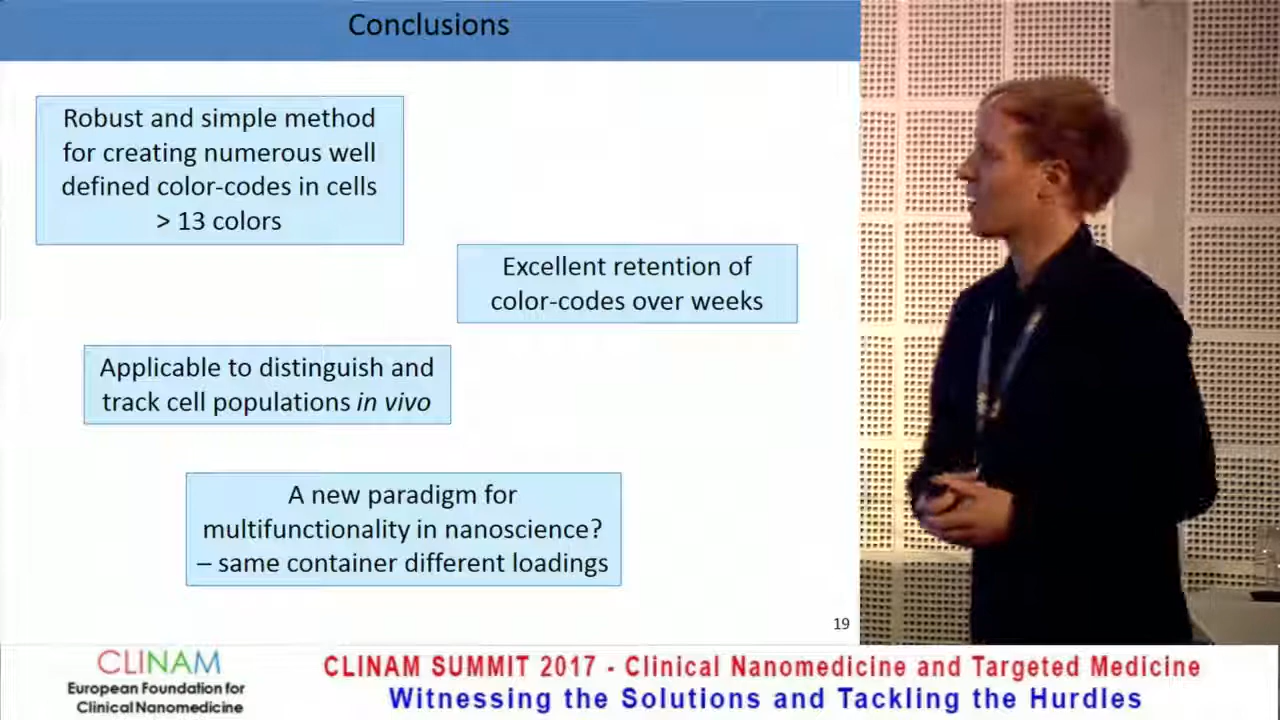 Conclusions
Robust and simple method
for creating numerous well
defined color-codes in cells
> 13 colors
Excellent retention of
color-codes over weeks
Applicable to distinguish and
track cell populations in vivo
A new paradigm for
multifunctionality in nanoscience?
– same container different loadings
19
CLINAM
European Foundation for
Clinical Nanomedicine
CLINAM SUMMIT 2017 - Clinical Nanomedicine and Targeted Medicine
Witnessing the Solutions and Tackling the Hurdles